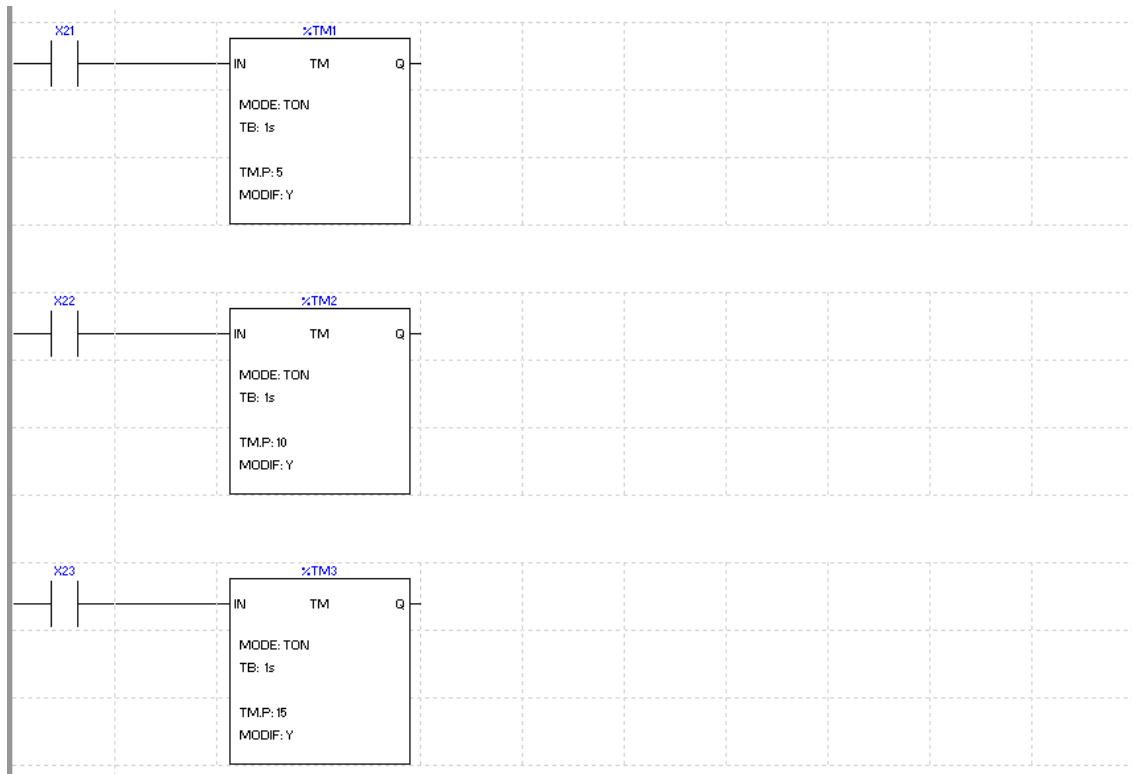 X21
%TM1
IN TM Q
MODE: TON
TB: 1s
TM.P: 5
MODIF: Y
X22
%TM2
IN TM Q
MODE: TON
TB: 1s
TM.P: 10
MODIF: Y
X23
%TM3
IN TM Q
MODE: TON
TB: 1s
TM.P: 15
MODIF: Y